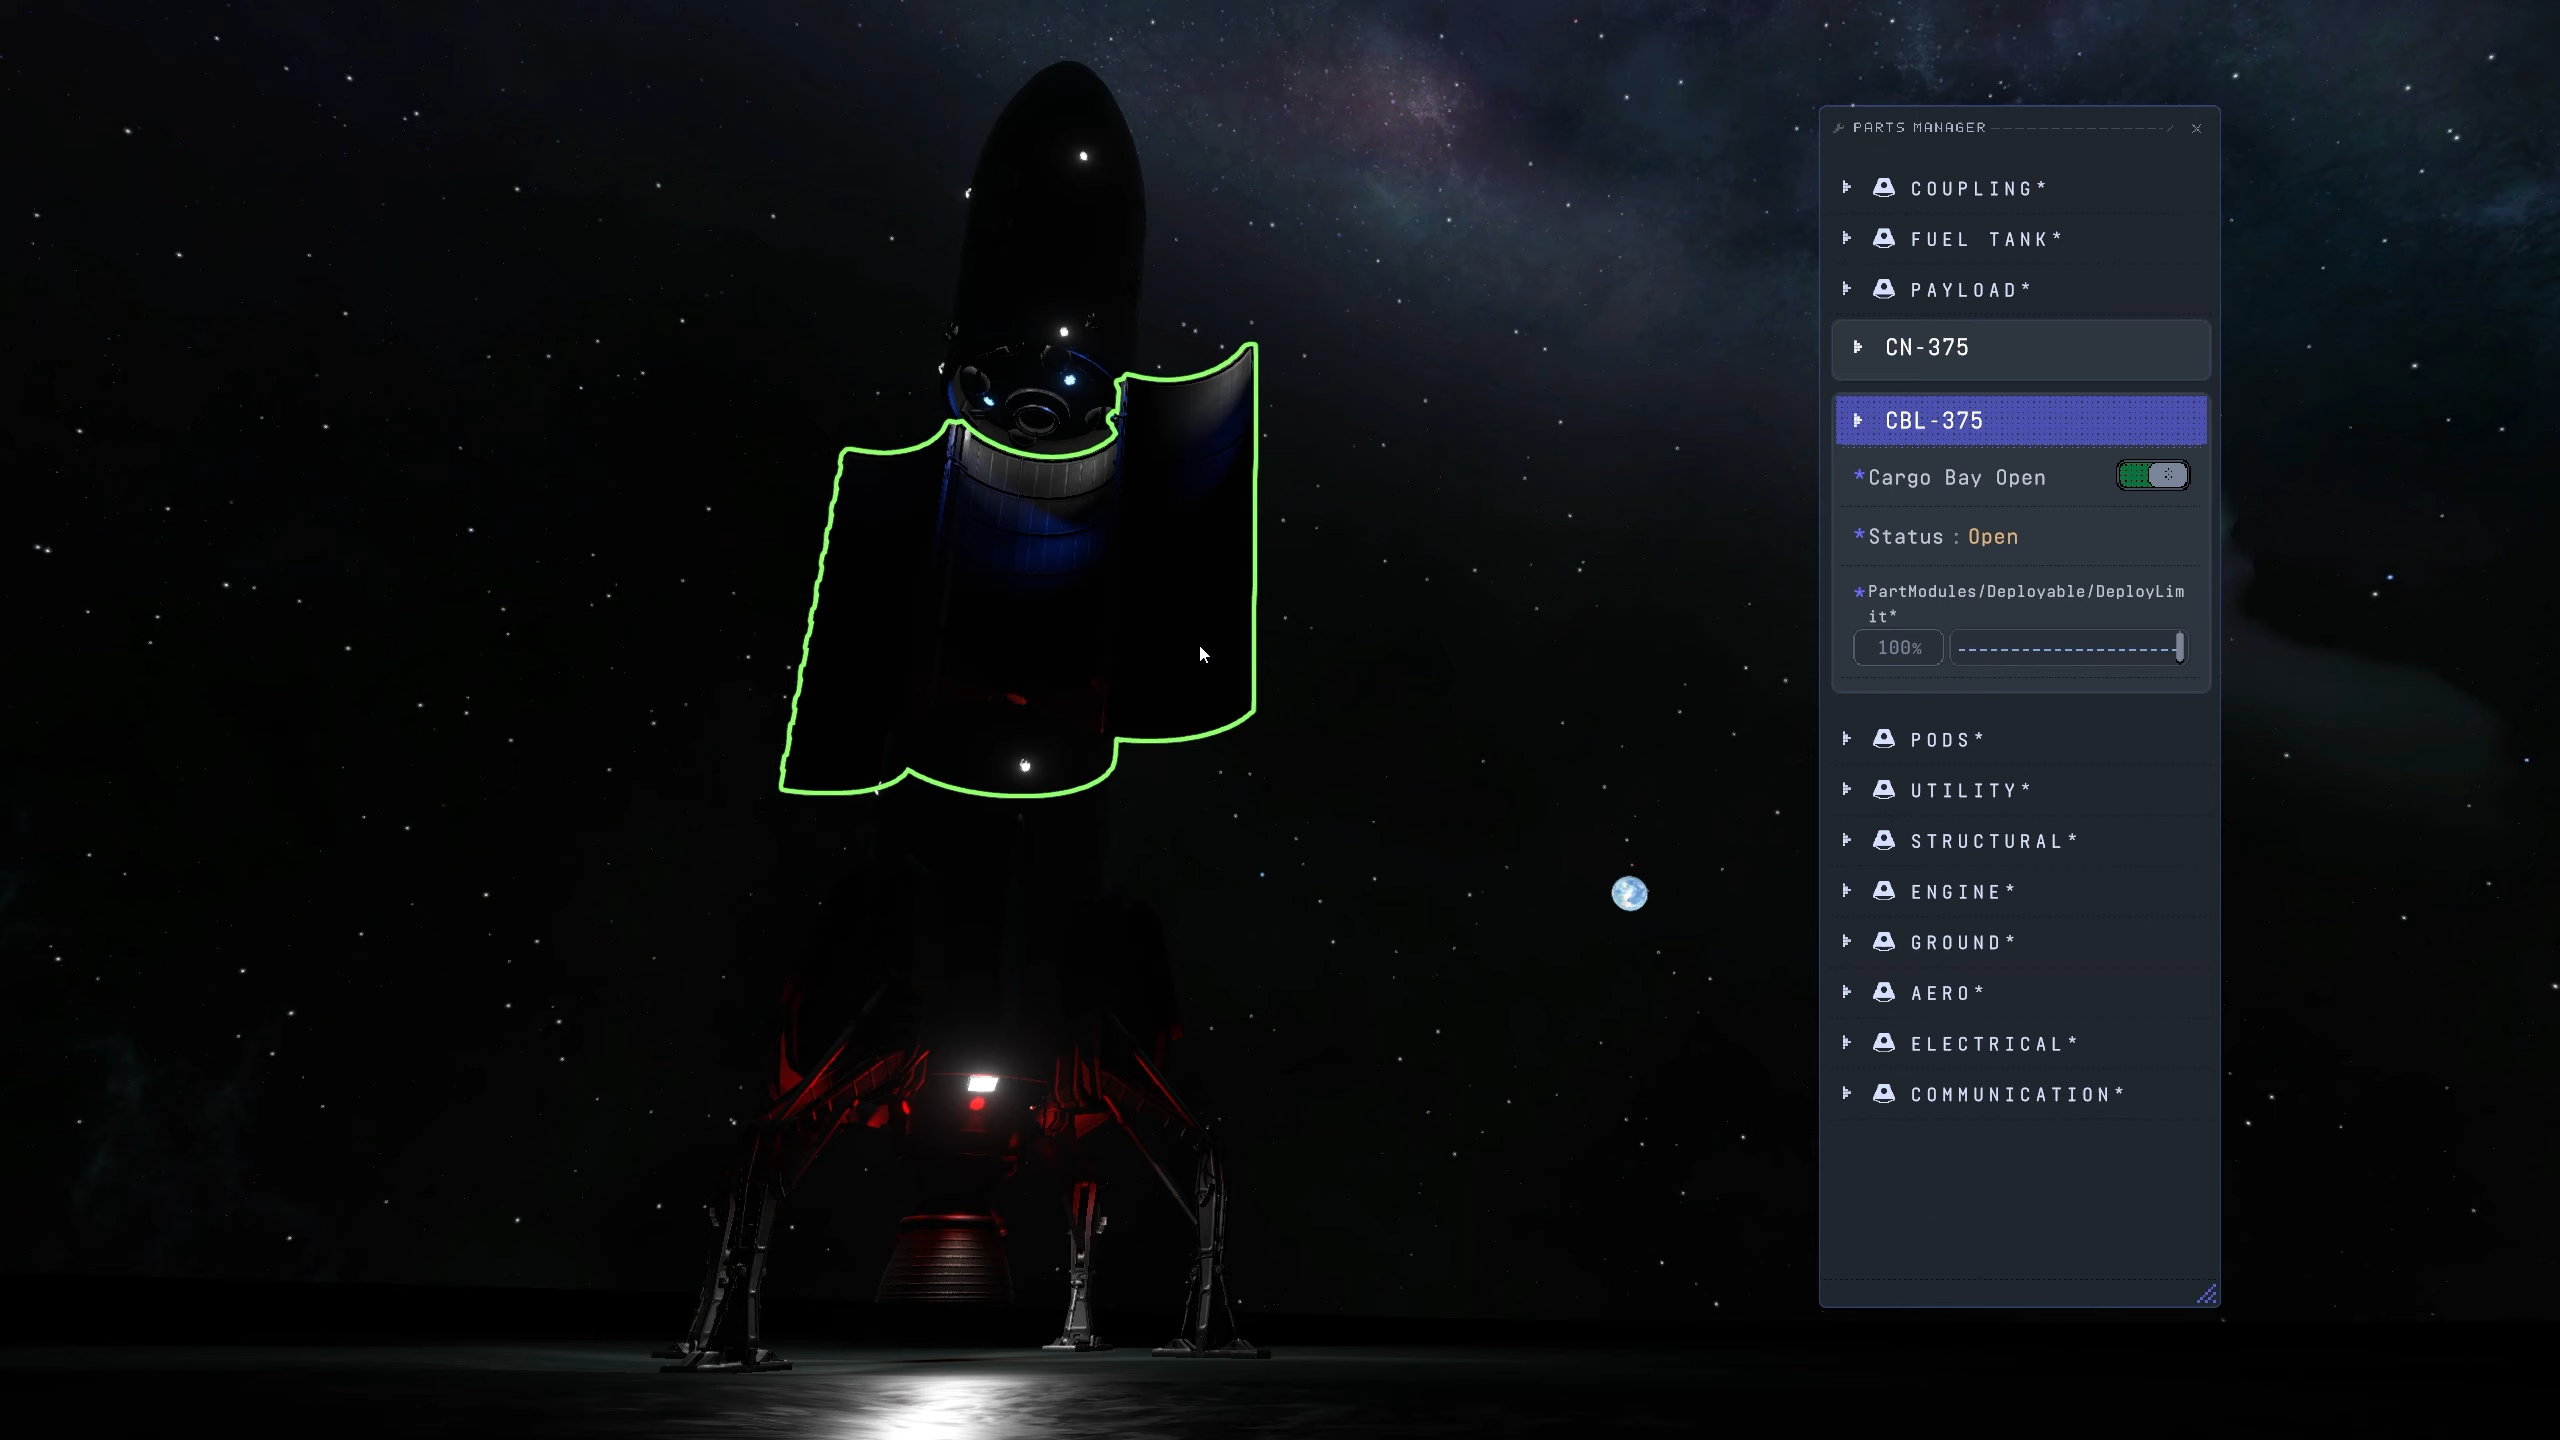 PARTS MANAGER
COUPLING*
FUEL TANK*
PAYLOAD*
CN-375
CBL-375
*Cargo Bay Open
*Status : Open
*PartModules/Deployable/DeployLim
it*
100%
PODS*
UTILITY*
STRUCTURAL*
ENGINE*
GROUND*
AERO*
ELECTRICAL*
COMMUNICATION*